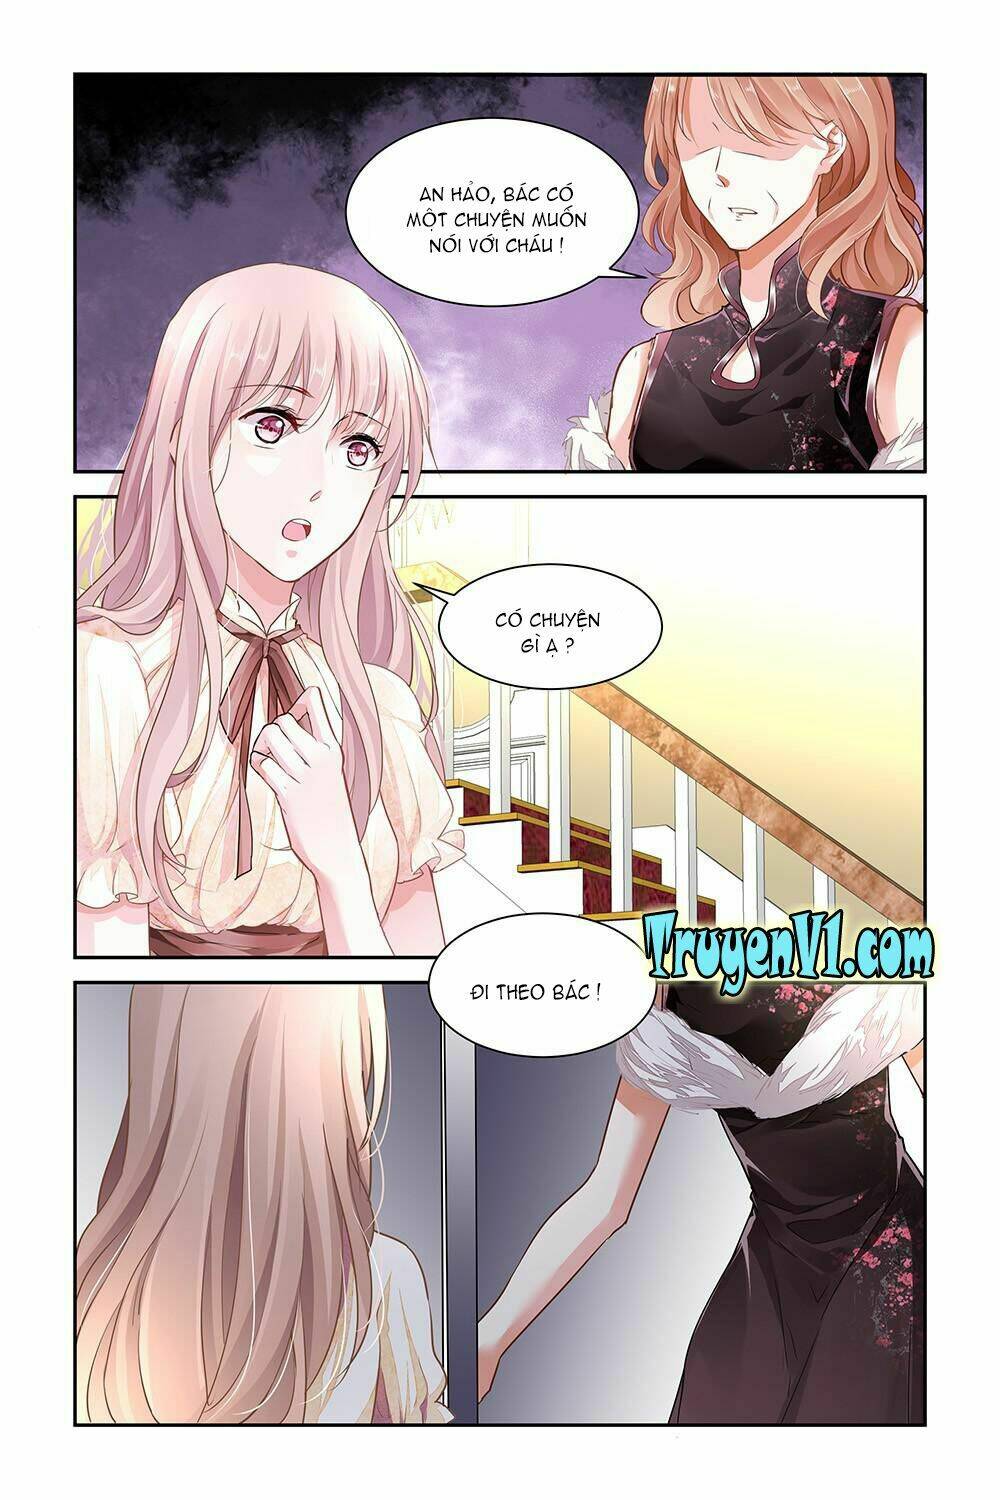 AN HẢO, BÁC CÓ
MỘT CHUYỆN MUỐN
NÓI VỚI CHÁU !
CÓ CHUYỆN
GÌ Ạ ?
TruyenV1.com
ĐI THEO BÁC !